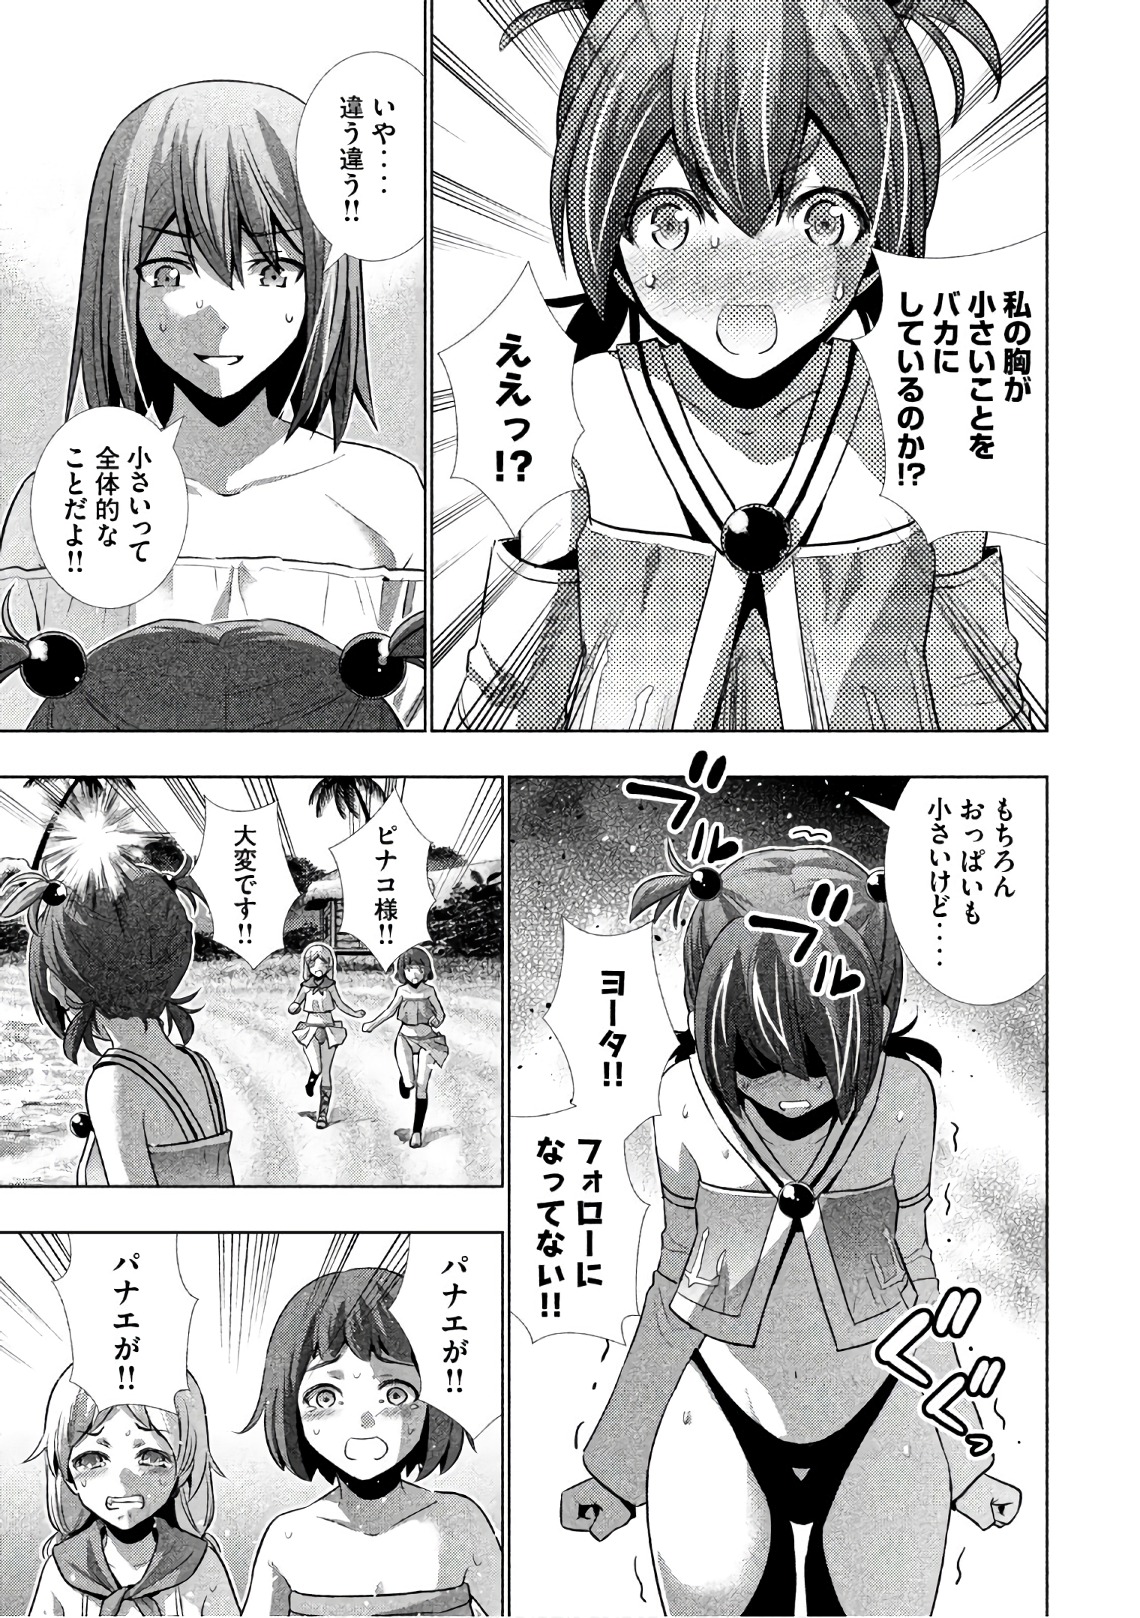 私の胸が
小さいことを
バカに
しているのか!?
ええっ!?
いや‥‥
違う違う!!
小さいって
全体的な
ことだよ!!
もちろん
おっぱいも
小さいけど‥‥
ブルッ
ブルッ
ヨータ!!
フォローに
なってない!!
ぐぐっ
ピナコ様!!
大変です!!
パナエが!!
パナエが!!